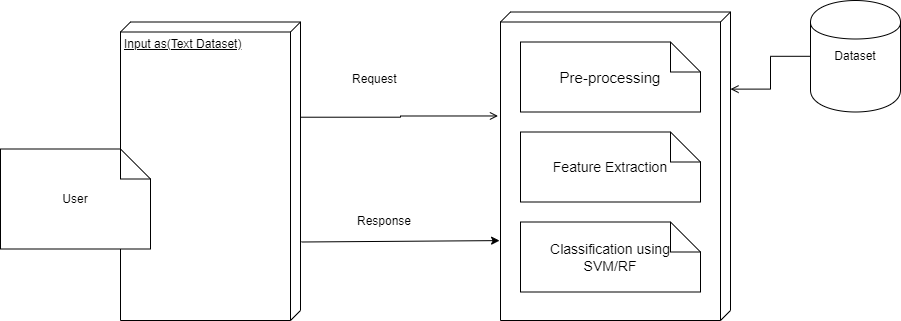 Input as(Text Dataset)
Request
Pre-processing
Dataset
Feature Extraction
User
Response
Classification using
SVM/RF